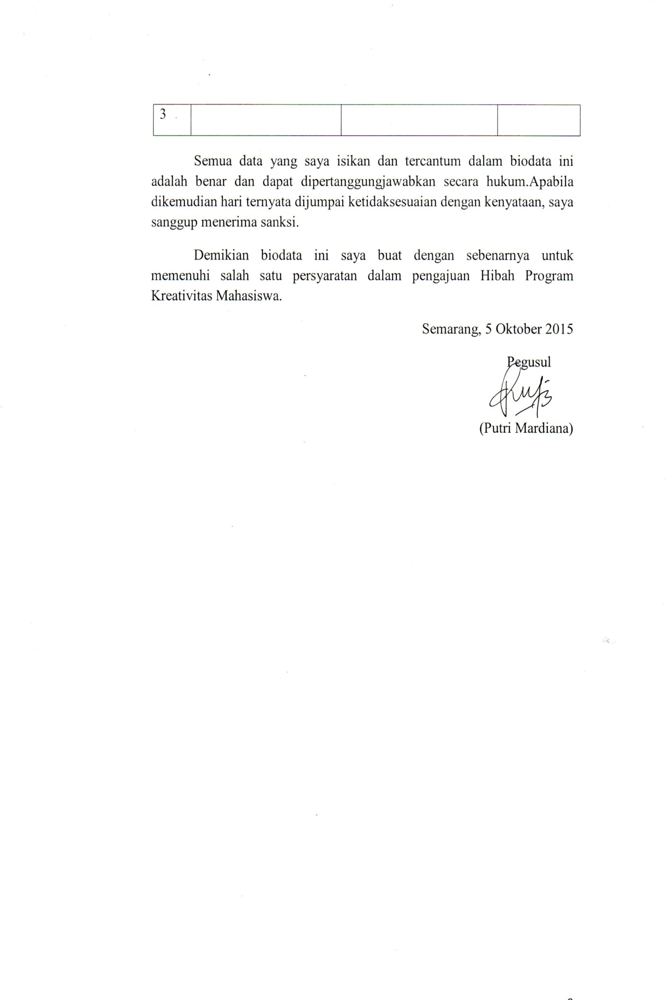 3
Semua data yang saya isikan dan tercantum dalam biodata ini
adalah benar dan dapat dipertanggungjawabkan secara hukum.Apabila
dikemudian hari ternyata dijumpai ketidaksesuaian dengan kenyataan, saya
sanggup menerima sanksi.
Demikian biodata ini saya buat dengan sebenarnya untuk
memenuhi salah satu persyaratan dalam pengajuan Hibah Program
Kreativitas Mahasiswa.
Semarang, 5 Oktober 2015
Pegusul
(Putri Mardiana)